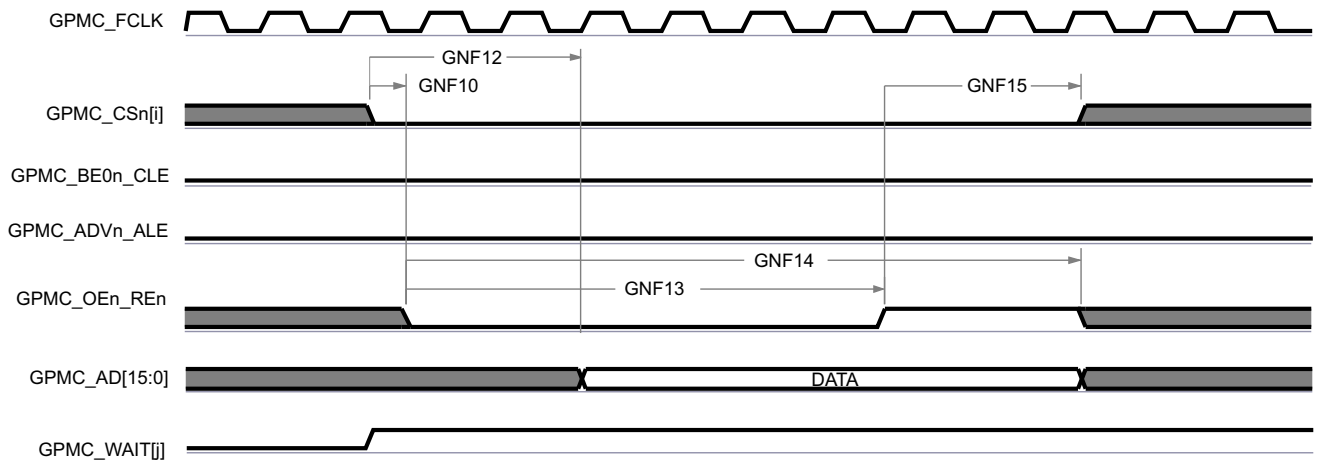 GPMC_FCLK
GNF12
GNF10
GNF15
GPMC_CSn[i]
GPMC_BE0n_CLE
GPMC_ADVn_ALE
GNF14
GNF13
GPMC_OEn_REn
GPMC_AD[15:0]
DATA
GPMC_WAIT[j]